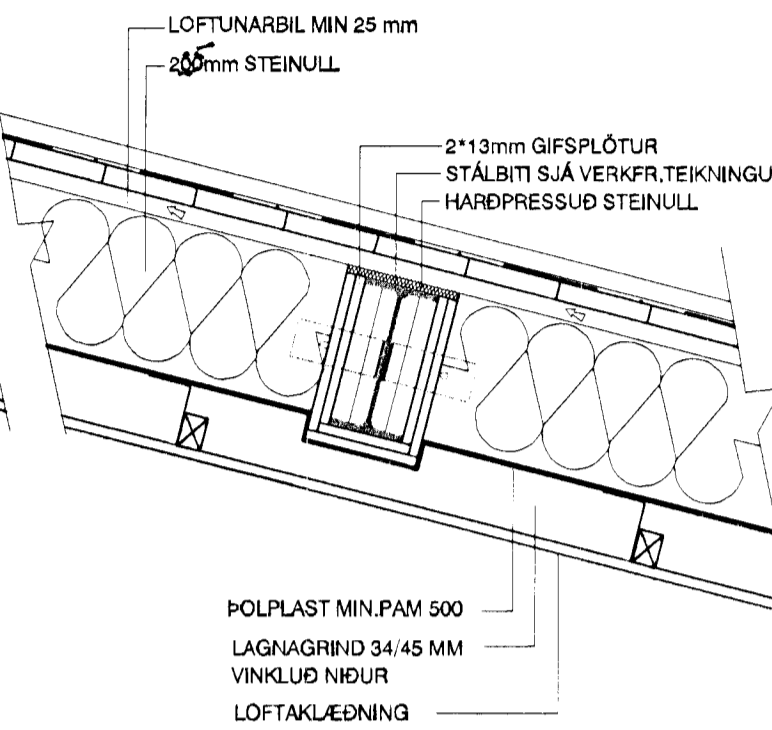 LOFTUNARBIL MIN 25 mm
mm STEINULL
2*13mm GIFSPLÖTUR
STÁLBITI SJÁ VERKFR,TEIKNINGU
HARÐPRESSUÐ STEINULL
ÞOLPLAST MIN.PAM 500
LAGNAGRIND 34/45 MM
VINKLUÐ NIÐUR
LOFTAKLÆÐNING